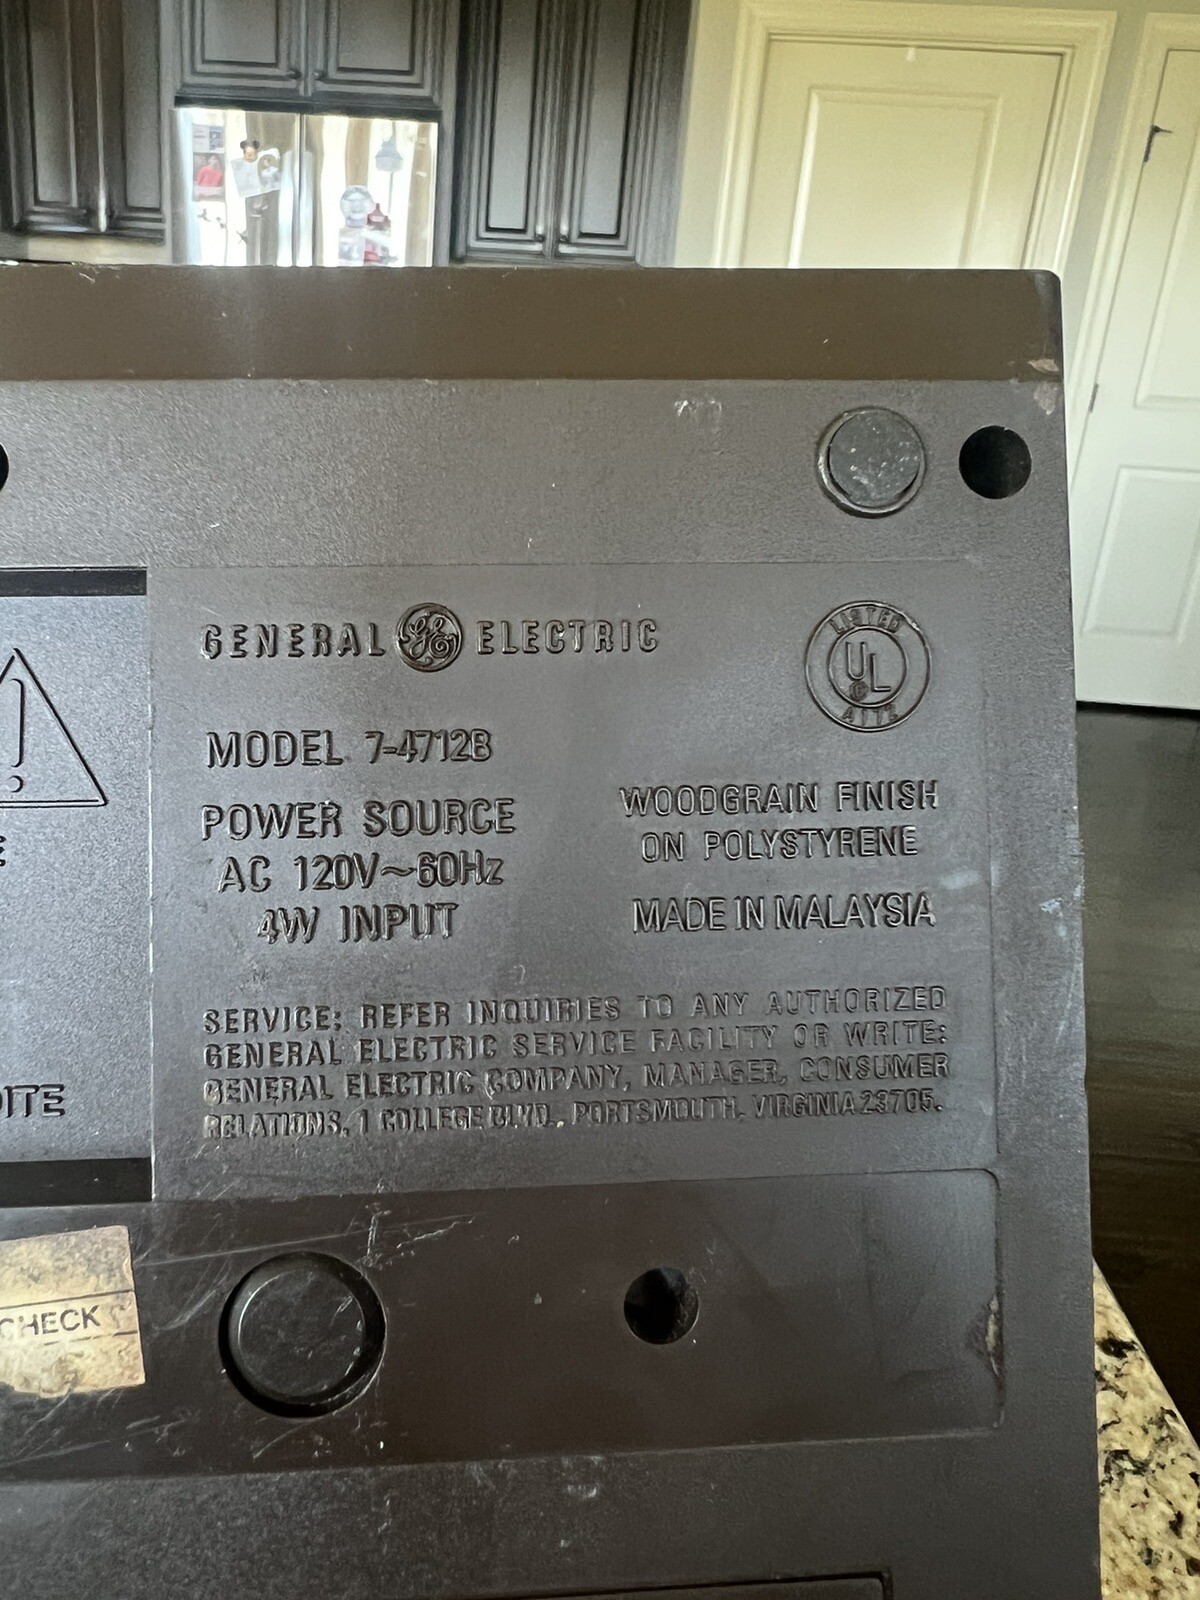 GENERAL GE ELECTRIC
LISTED
UL
MODEL 7-4712B
POWER SOURCE
AC 120V~60Hz
4W INPUT
WOODGRAIN FINISH
ON POLYSTYRENE
MADE IN MALAYSIA
SERVICE: REFER INQUIRIES TO ANY AUTHORIZED
GENERAL ELECTRIC SERVICE FACILITY OR WRITE:
GENERAL ELECTRIC COMPANY, MANAGER, CONSUMER
RELATIONS, 1 COLLEGE BLVD., PORTSMOUTH, VIRGINIA 23705.
!
E
OITE
CHECK